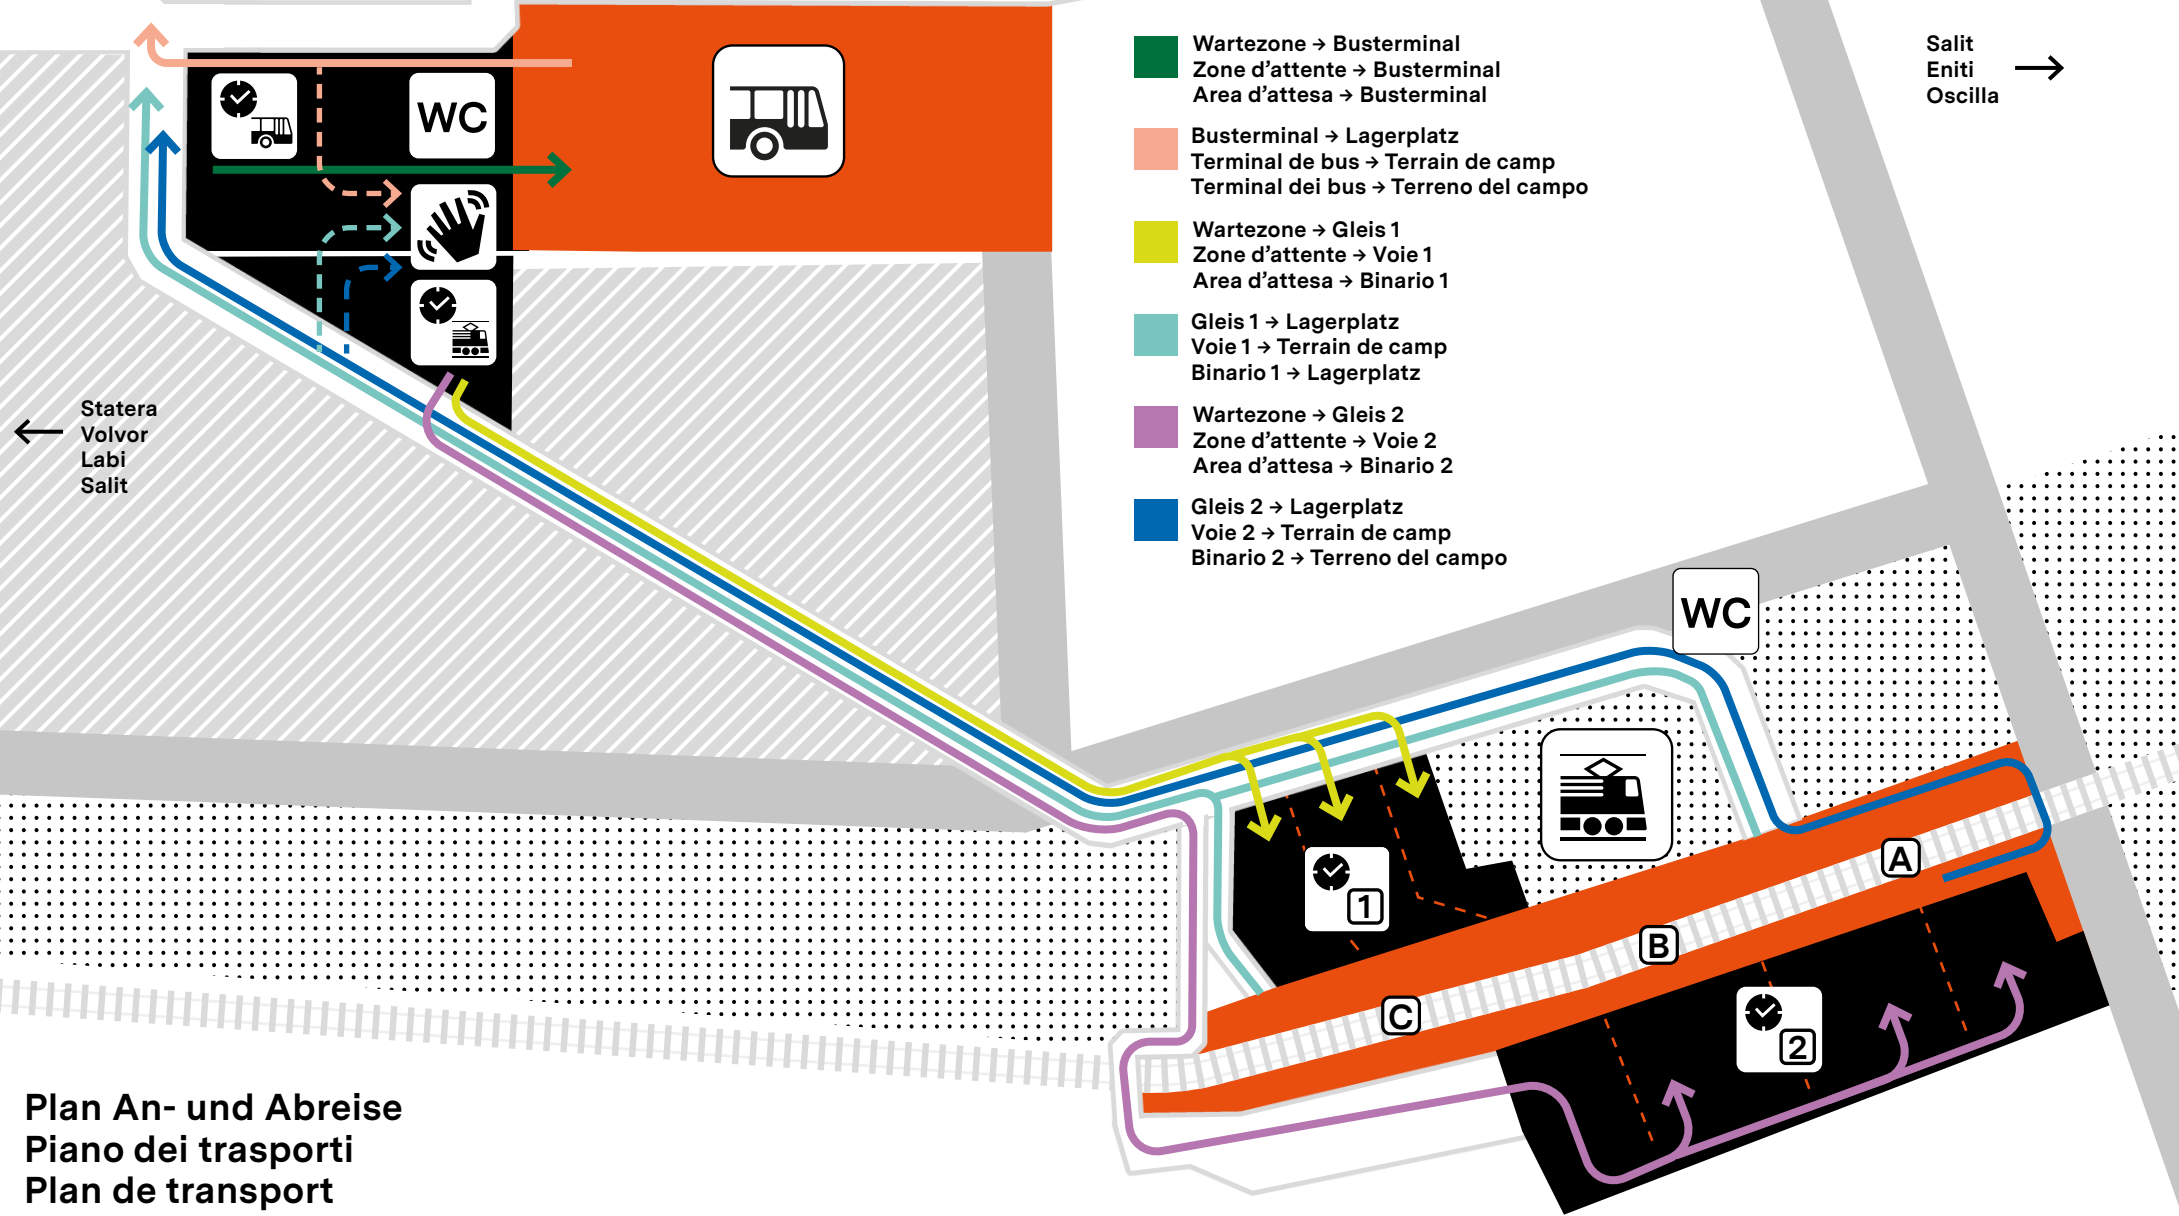 WC
Wartezone → Busterminal
Zone d’attente → Busterminal
Area d’attesa → Busterminal
Busterminal → Lagerplatz
Terminal de bus → Terrain de camp
Terminal dei bus → Terreno del campo
Wartezone → Gleis 1
Zone d’attente → Voie 1
Area d’attesa → Binario 1
Gleis 1 → Lagerplatz
Voie 1 → Terrain de camp
Binario 1 → Lagerplatz
Wartezone → Gleis 2
Zone d’attente → Voie 2
Area d’attesa → Binario 2
Gleis 2 → Lagerplatz
Voie 2 → Terrain de camp
Binario 2 → Terreno del campo
Salit
Eniti
Oscilla
Statera
Volvor
Labi
Salit
WC
1
A
B
C
2
Plan An- und Abreise
Piano dei trasporti
Plan de transport